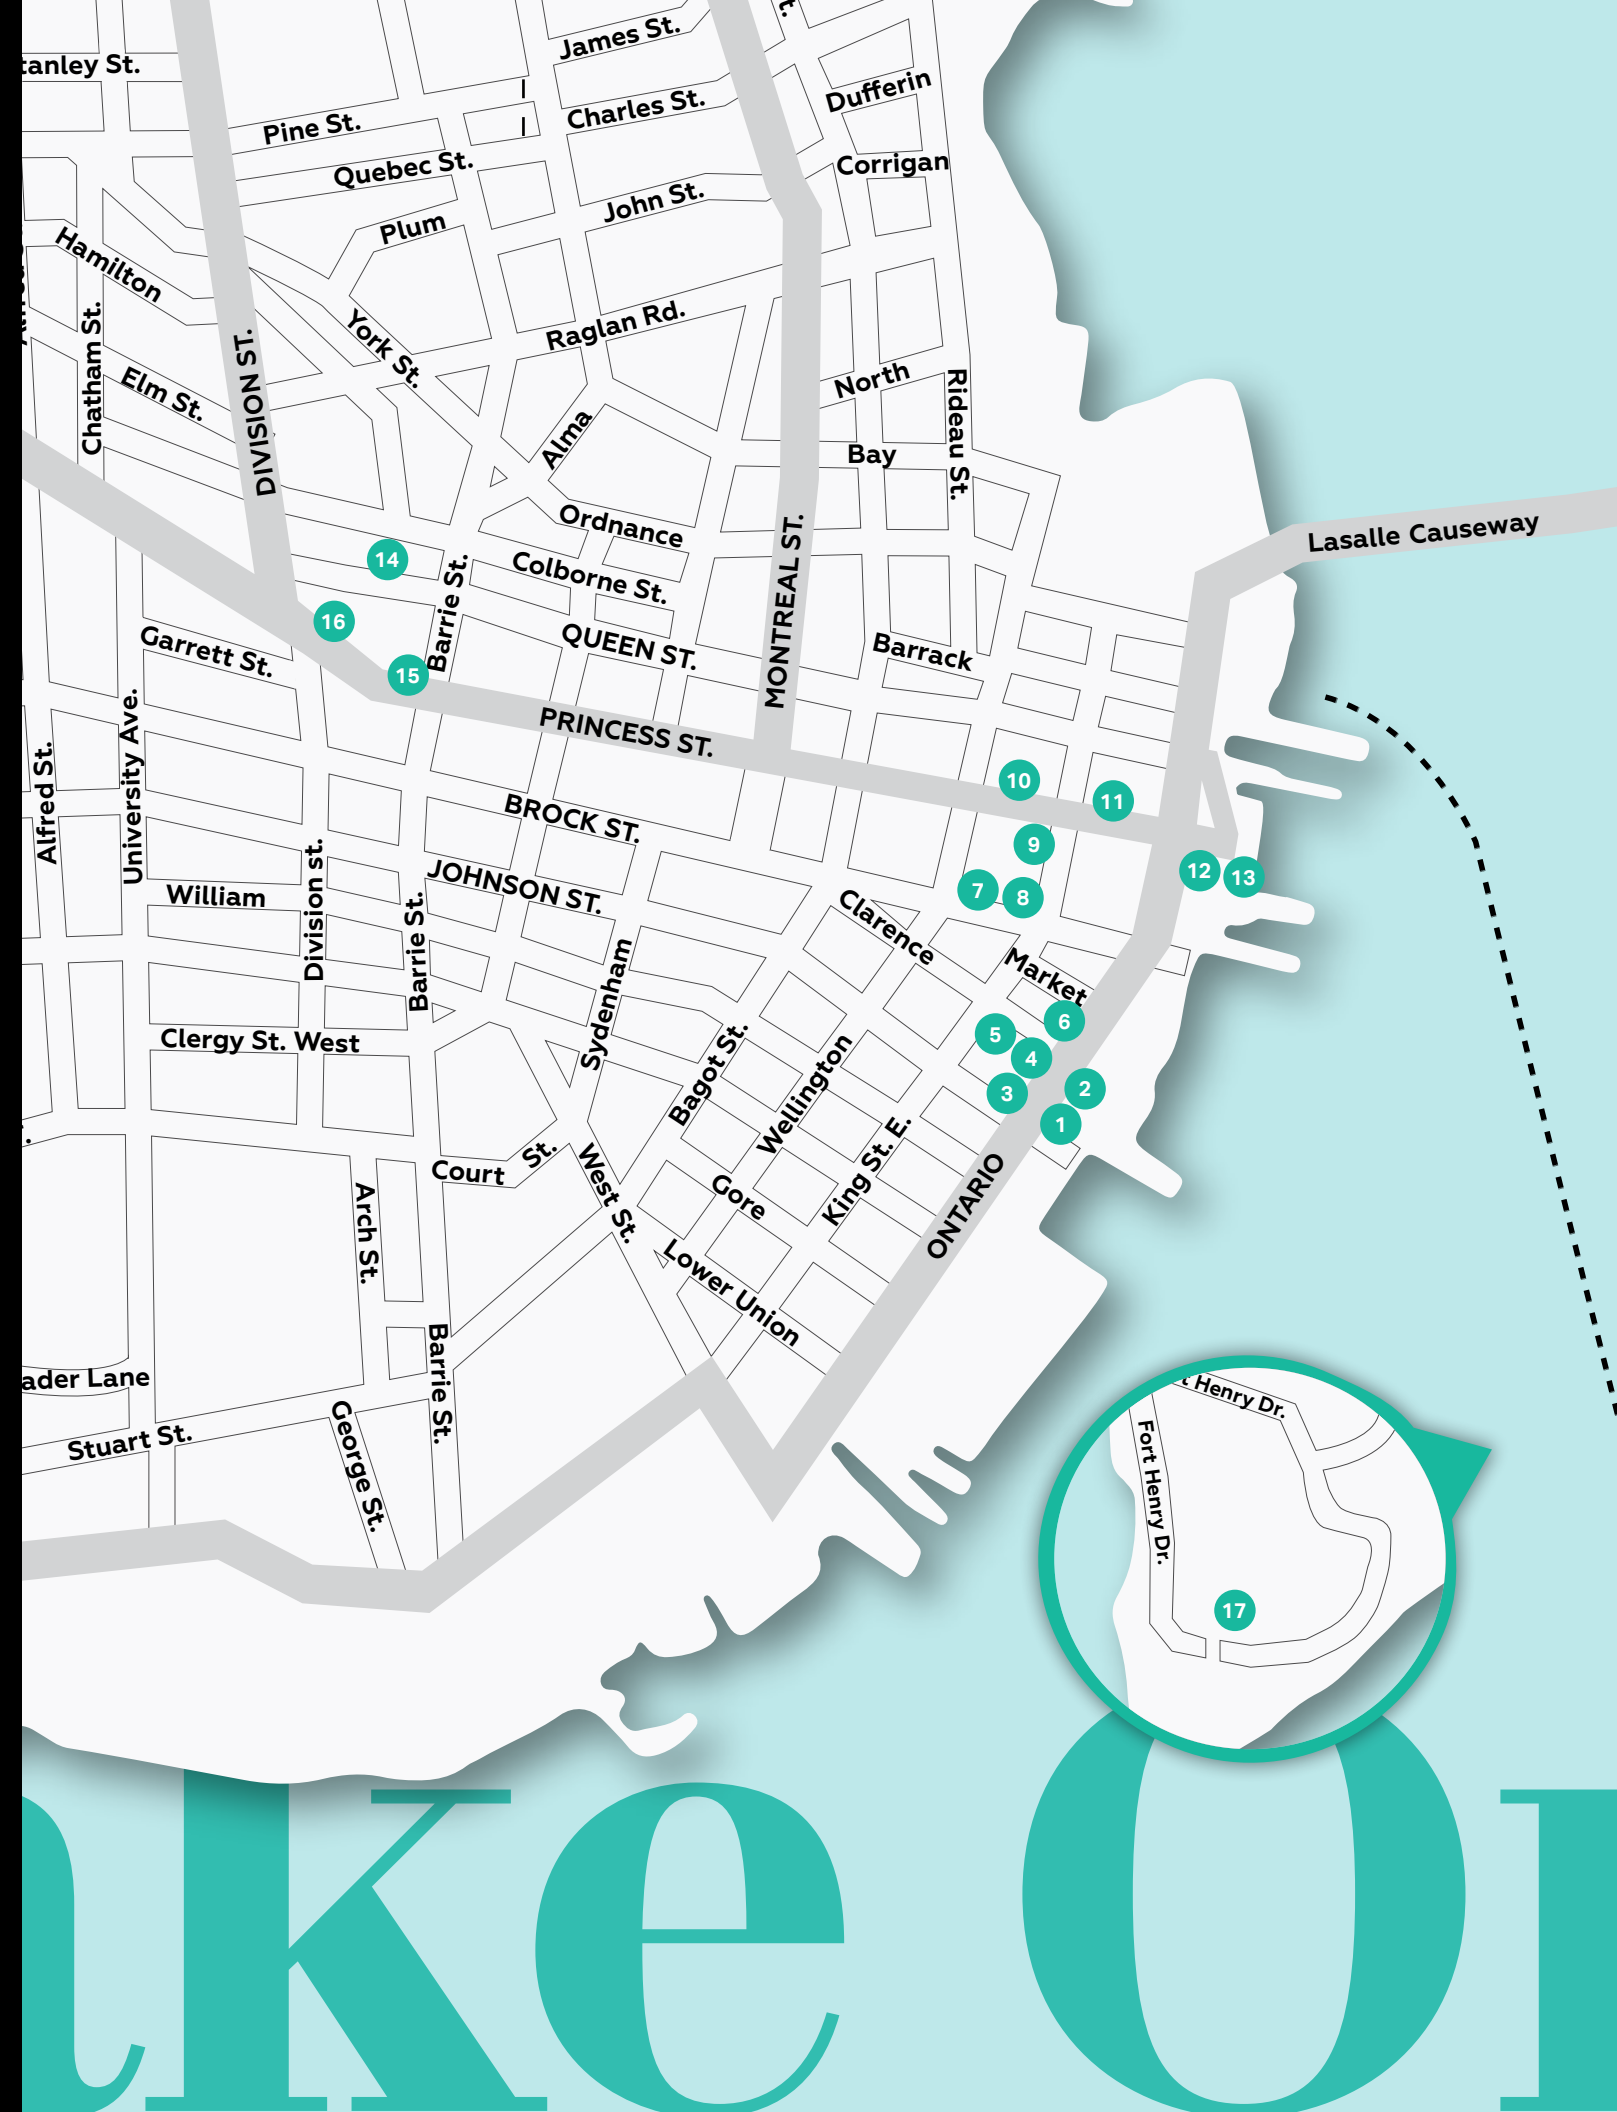 James St.
tanley St.
Dufferin
Charles St.
Pine St.
Corrigan
Quebec St.
John St.
Plum
Hamilton
Raglan Rd.
York St.
Chatham St.
DIVISION ST.
North
Elm St.
Rideau St.
Alma
Bay
Ordnance
Lasalle Causeway
14
Colborne St.
MONTREAL ST.
Barrie St.
16
QUEEN ST.
Garrett St.
Barrack
15
PRINCESS ST.
University Ave.
Alfred St.
10
11
BROCK ST.
9
JOHNSON ST.
12
13
7
8
William
Division st.
Barrie St.
Clarence
Market
Sydenham
6
5
4
Clergy St. West
Bagot St.
Wellington
3
2
1
Court St.
West St.
King St. E.
Gore
ONTARIO
Arch St.
Lower Union
Barrie St.
ader Lane
t Henry Dr.
George St.
Stuart St.
Fort Henry Dr.
17
ake On